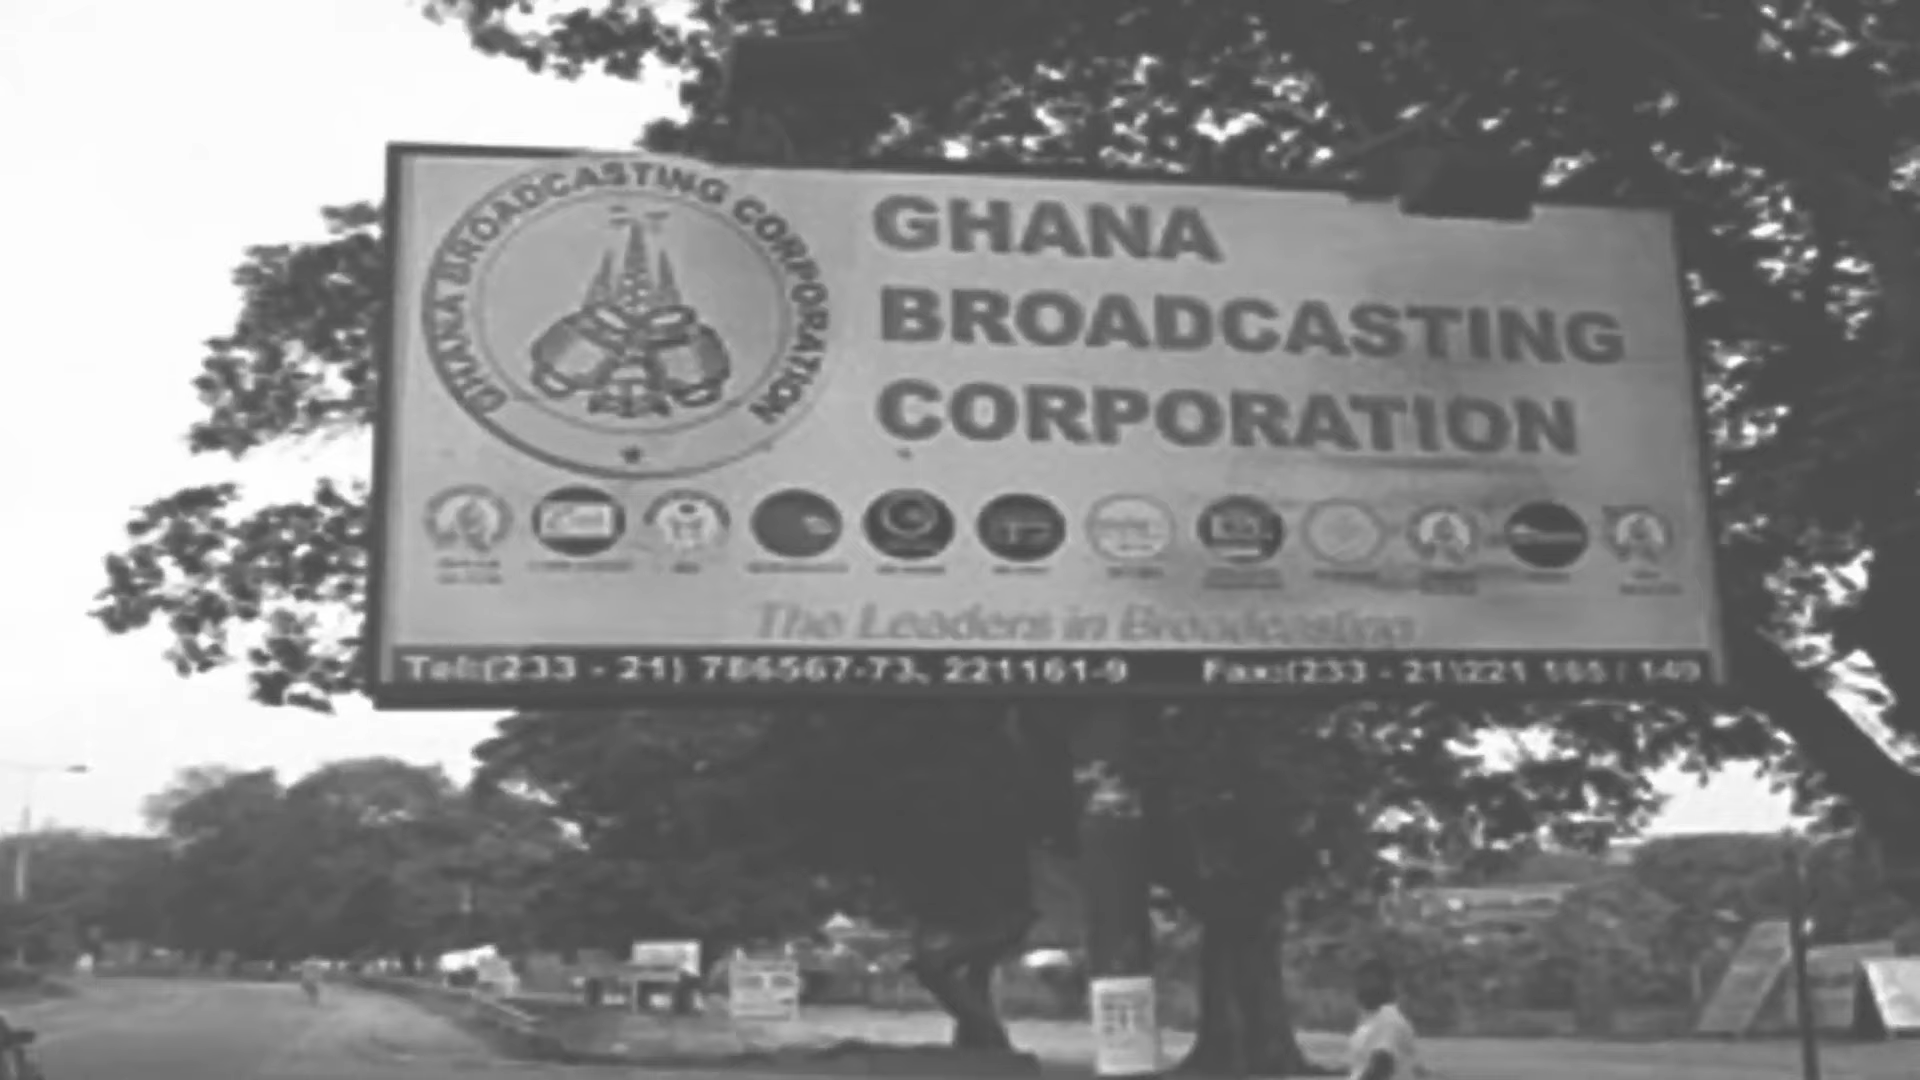 GHANA BROADCASTING CORPORATION
GHANA
BROADCASTING
CORPORATION
The Leaders in Broadcasting
Tel:(233 - 21) 786567-73, 221161-9
Fax:(233 - 21)221 165 / 149